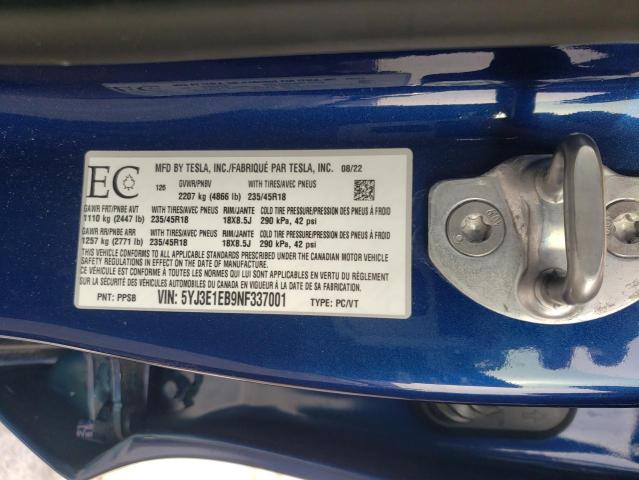 EC
MFD BY TESLA, INC./FABRIQUÉ PAR TESLA, INC. 08/22
126 GVWR/PNBV WITH TIRES/AVEC PNEUS
2207 kg (4866 lb) 235/45R18
GAWR FRT/PNBE AVT WITH TIRES/AVEC PNEUS RIM/JANTE COLD TIRE PRESSURE/PRESSION DES PNEUS À FROID
1110 kg (2447 lb) 235/45R18 18X8.5J 290 kPa, 42 psi
GAWR RR/PNBE ARR WITH TIRES/AVEC PNEUS RIM/JANTE COLD TIRE PRESSURE/PRESSION DES PNEUS À FROID
1257 kg (2771 lb) 235/45R18 18X8.5J 290 kPa, 42 psi
THIS VEHICLE CONFORMS TO ALL APPLICABLE STANDARDS PRESCRIBED UNDER THE CANADIAN MOTOR VEHICLE
SAFETY REGULATIONS IN EFFECT ON THE DATE OF MANUFACTURE
CE VÉHICULE EST CONFORME À TOUTES LES NORMES QUI LUI SONT APPLICABLES EN VERTU DU RÈGLEMENT
SUR LA SÉCURITÉ DES VÉHICULES AUTOMOBILES DU CANADA EN VIGUEUR À LA DATE DE SA FABRICATION
PNT: PPSB VIN: 5YJ3E1EB9NF337001 TYPE: PC/VT